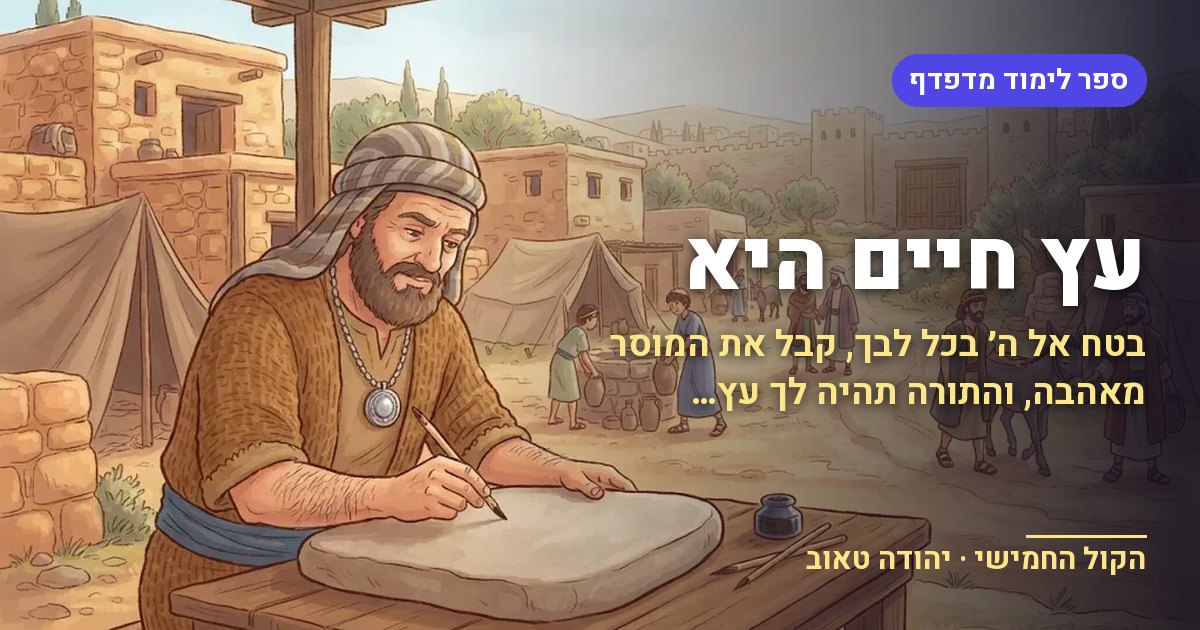 ספר לימוד מדפדף
עץ חיים היא
בטח אל ה׳ בכל לבך, קבל את המוסר
מאהבה, והתורה תהיה לך עץ...
הקול החמישי · יהודה טאוב